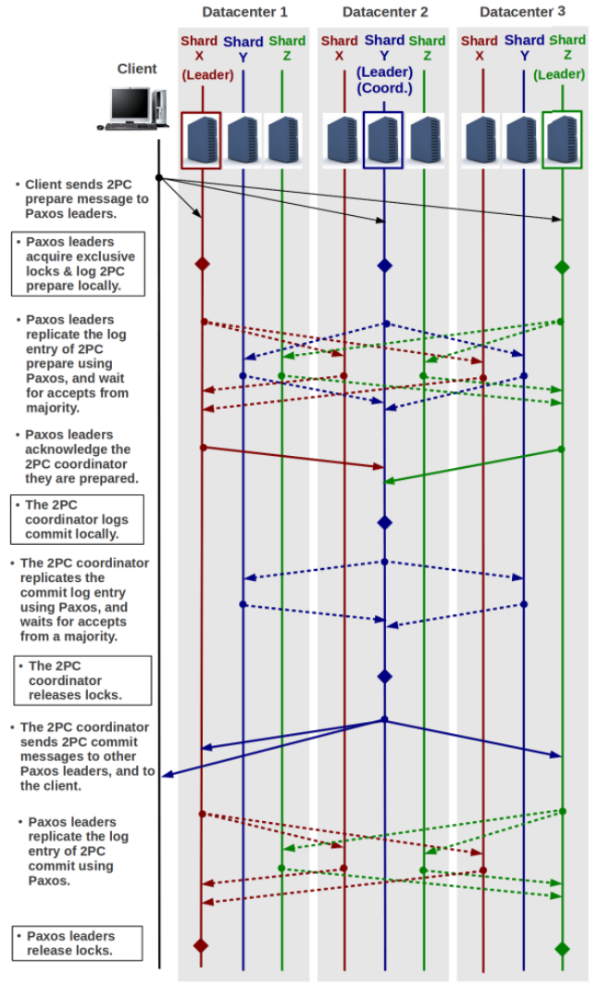 Datacenter 1 Datacenter 2 Datacenter 3
Shard X (Leader)
Shard Y
Shard Z
Shard X
Shard Y (Leader) (Coord.)
Shard Z
Shard X
Shard Y
Shard Z (Leader)
Client
• Client sends 2PC
prepare message to
Paxos leaders.
• Paxos leaders
acquire exclusive
locks & log 2PC
prepare locally.
• Paxos leaders
replicate the log
entry of 2PC
prepare using
Paxos, and wait
for accepts from
majority.
• Paxos leaders
acknowledge the
2PC coordinator
they are prepared.
• The 2PC
coordinator logs
commit locally.
• The 2PC coordinator
replicates the
commit log entry
using Paxos, and
waits for accepts
from a majority.
• The 2PC
coordinator
releases locks.
• The 2PC coordinator
sends 2PC commit
messages to other
Paxos leaders, and to
the client.
• Paxos leaders
replicate the log
entry of 2PC
commit using
Paxos.
• Paxos leaders
release locks.